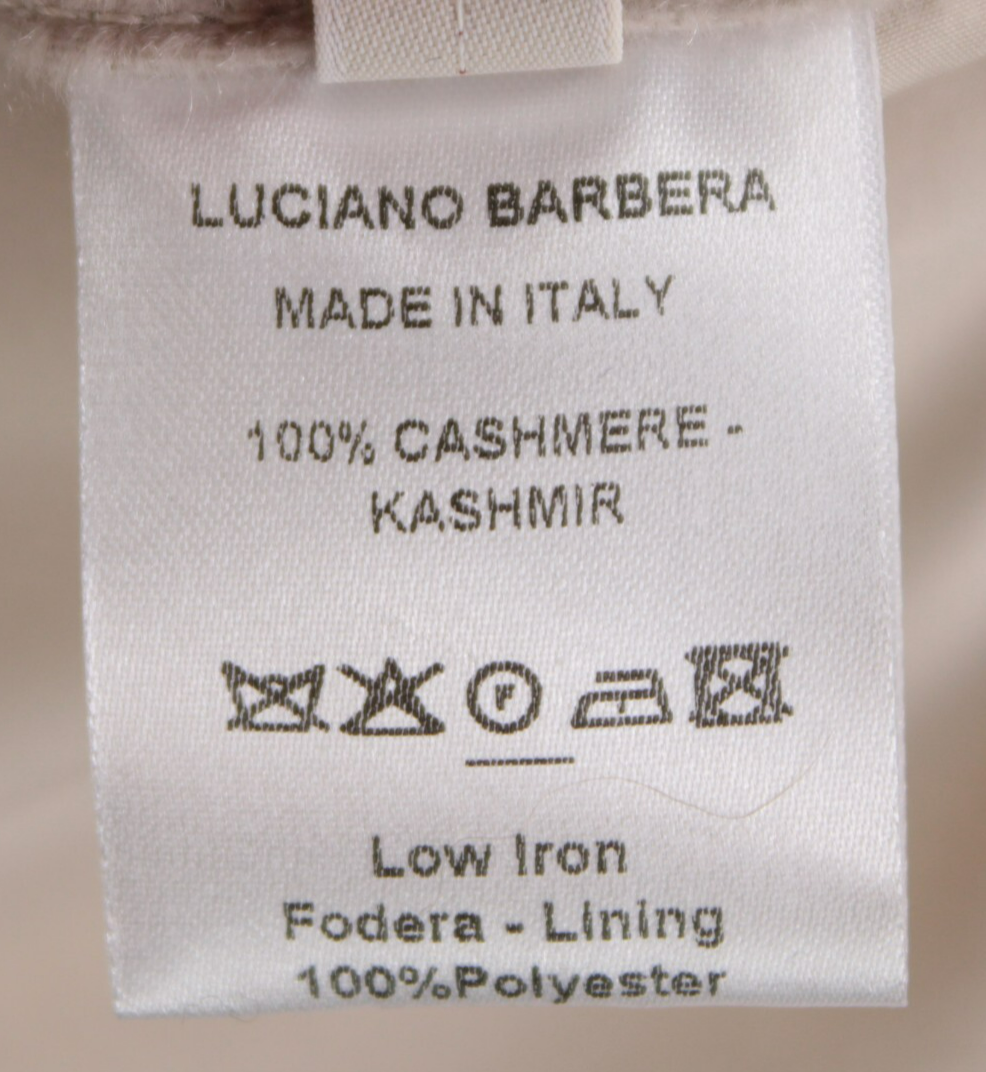 LUCIANO BARBERA
MADE IN ITALY
100% CASHMERE -
KASHMIR
F
Low Iron
Fodera - Lining
100%Polyester